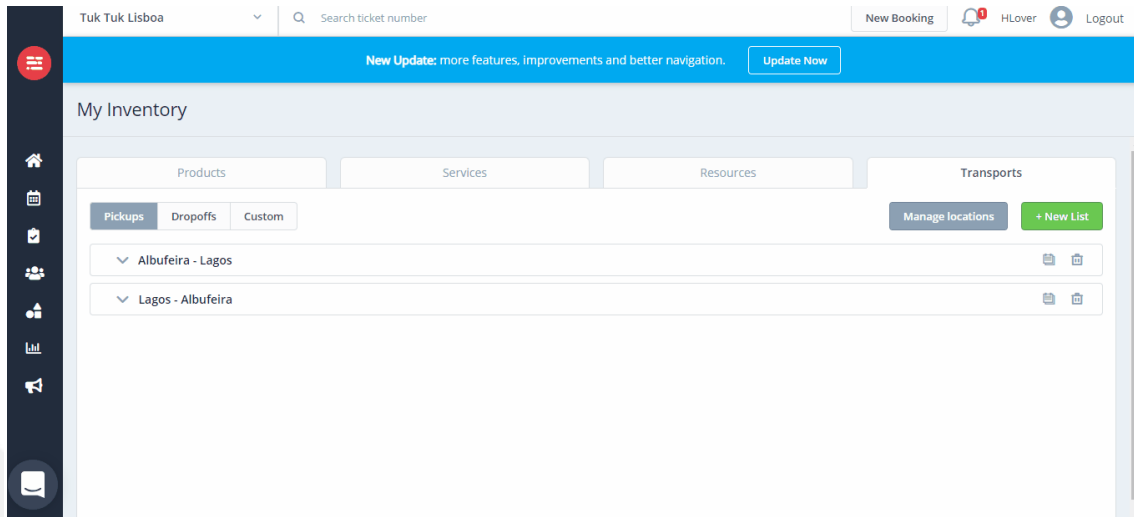 Tuk Tuk Lisboa
Search ticket number
New Booking
1
HLover
Logout
New Update: more features, improvements and better navigation.
Update Now
My Inventory
Products
Services
Resources
Transports
Pickups
Dropoffs
Custom
Manage locations
+ New List
Albufeira - Lagos
Lagos - Albufeira